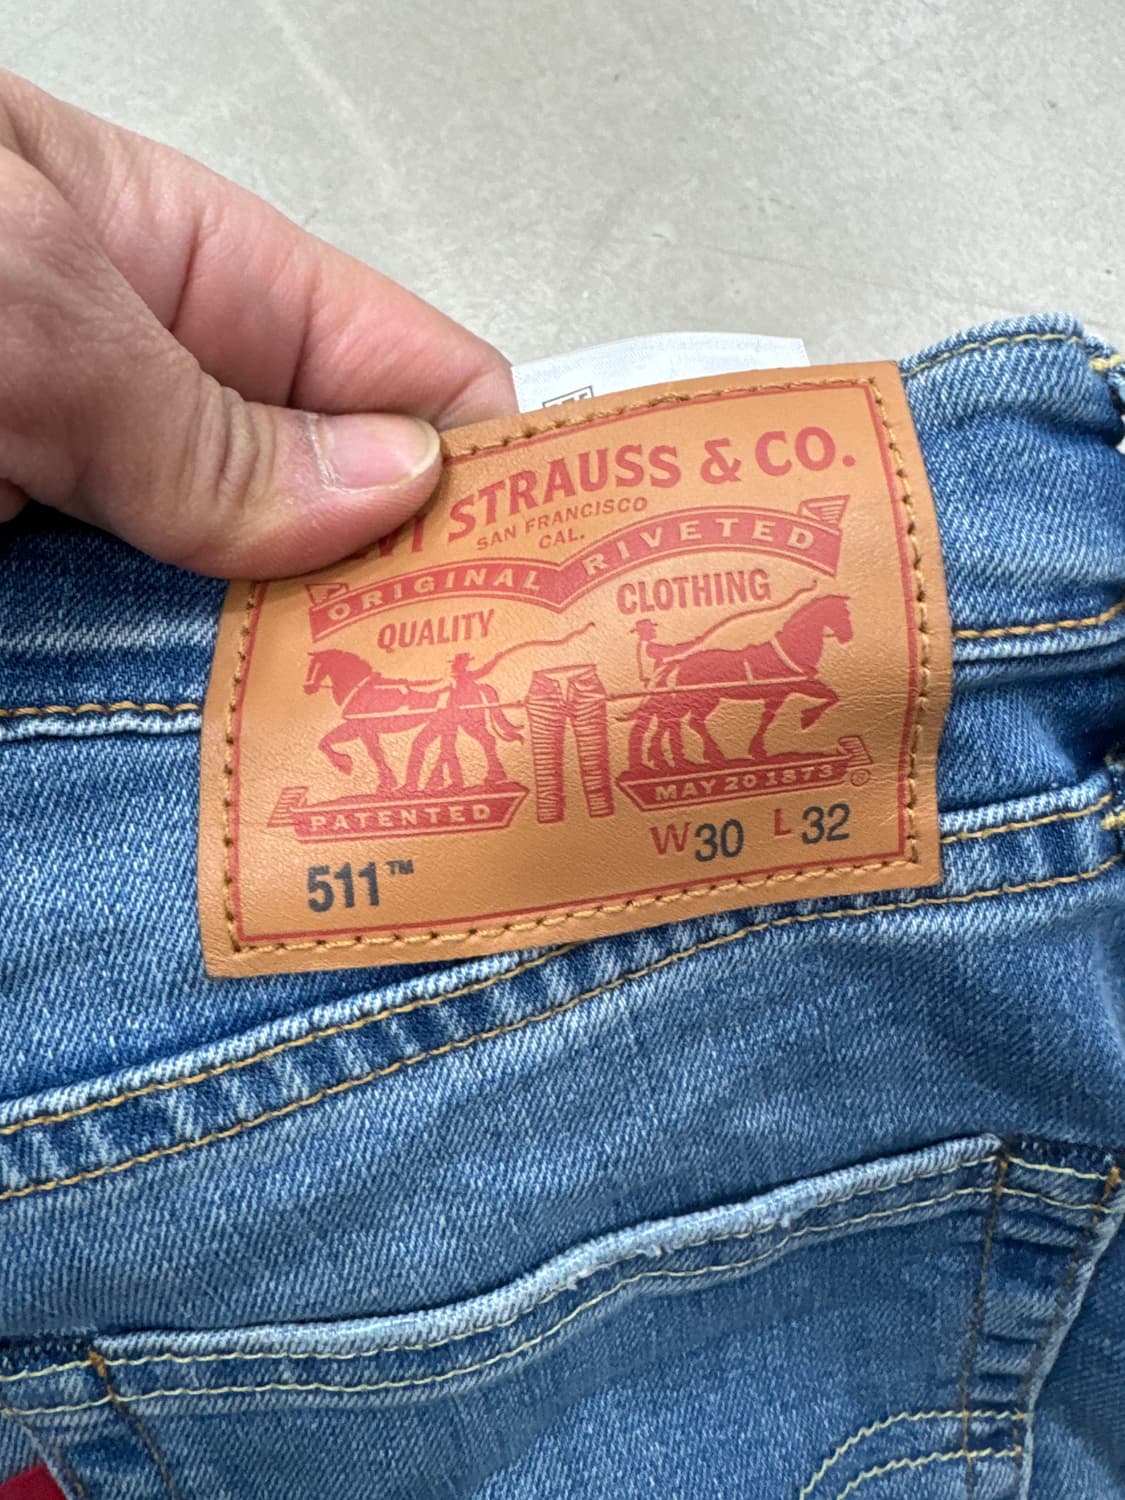 STRAUSS & CO.
SAN FRANCISCO
CAL.
ORIGINAL RIVETED
QUALITY CLOTHING
PATENTED MAY 20 1873 ®
511™ W30 L32